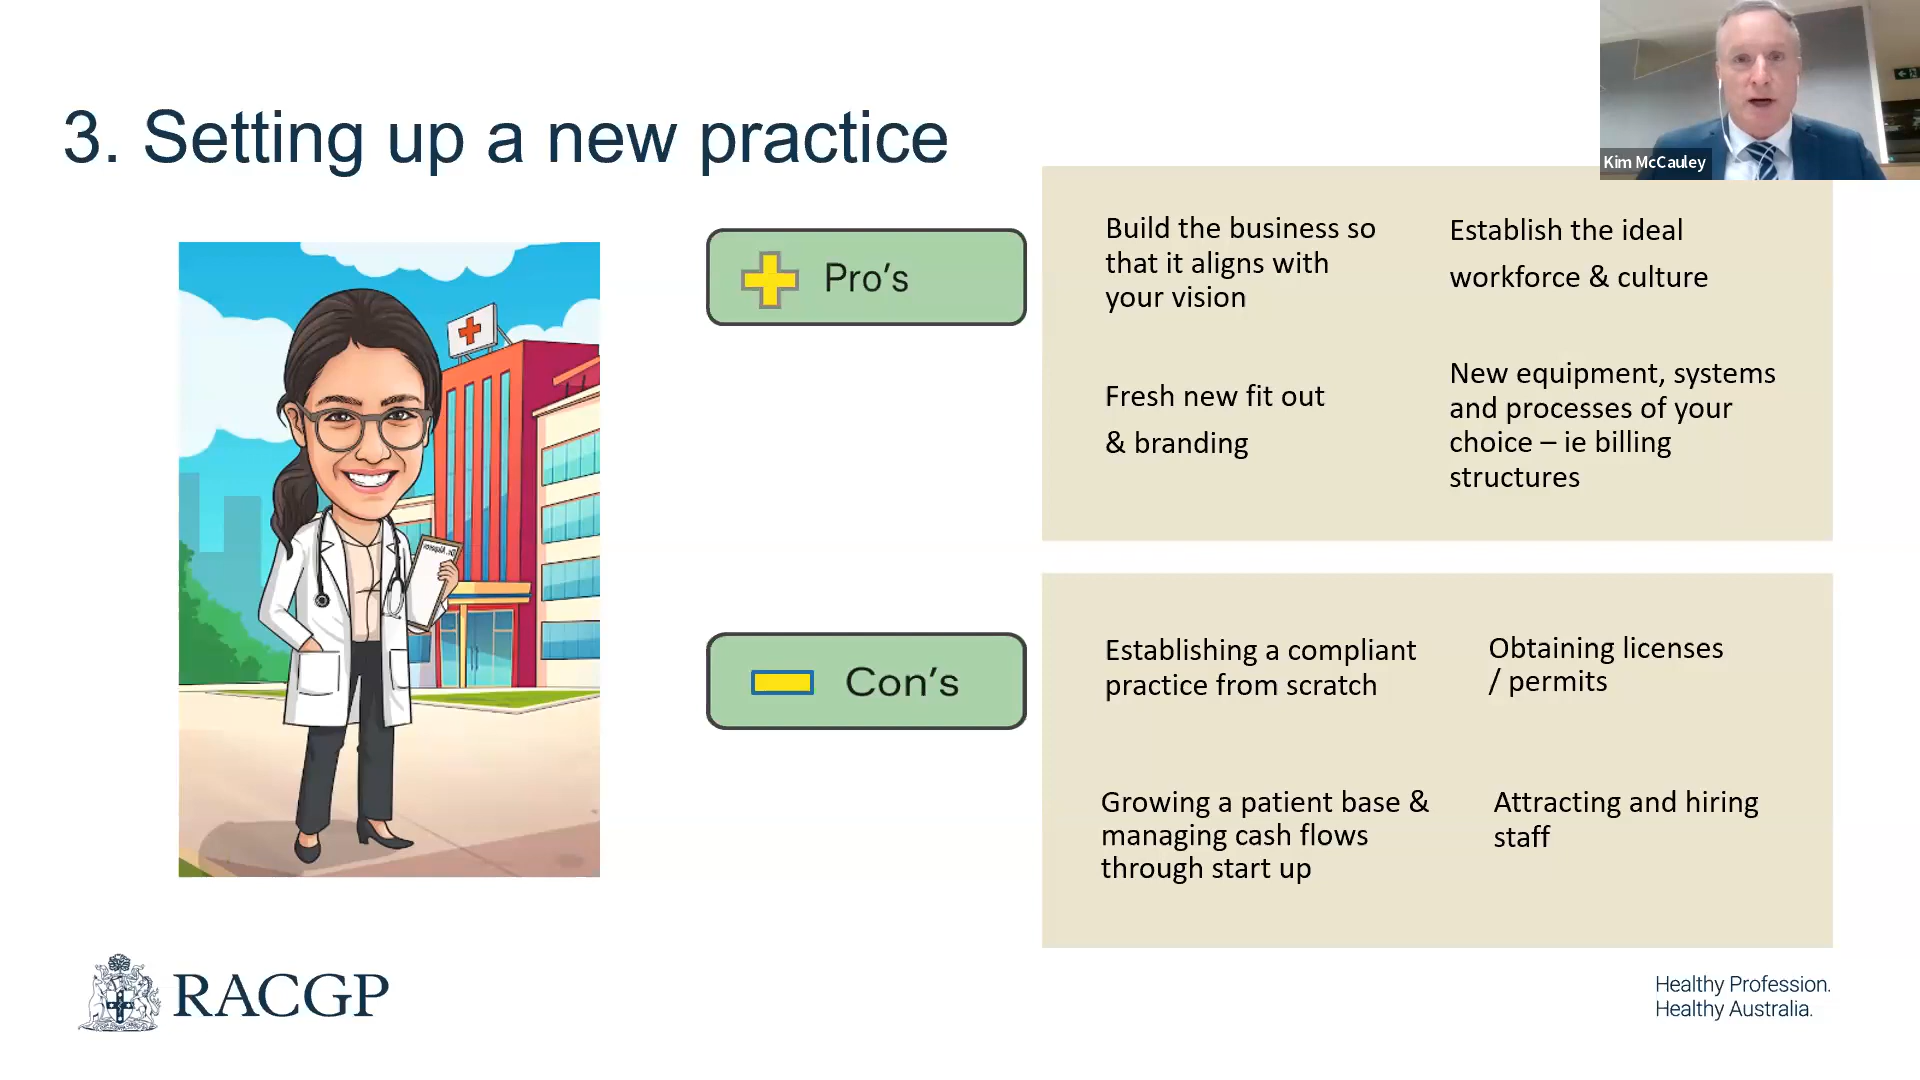 3. Setting up a new practice
Kim McCauley
Pro's
Build the business so
that it aligns with
your vision
Establish the ideal
workforce & culture
Fresh new fit out
& branding
New equipment, systems
and processes of your
choice – ie billing
structures
Con's
Establishing a compliant
practice from scratch
Obtaining licenses
/ permits
Growing a patient base &
managing cash flows
through start up
Attracting and hiring
staff
RACGP
Healthy Profession.
Healthy Australia.